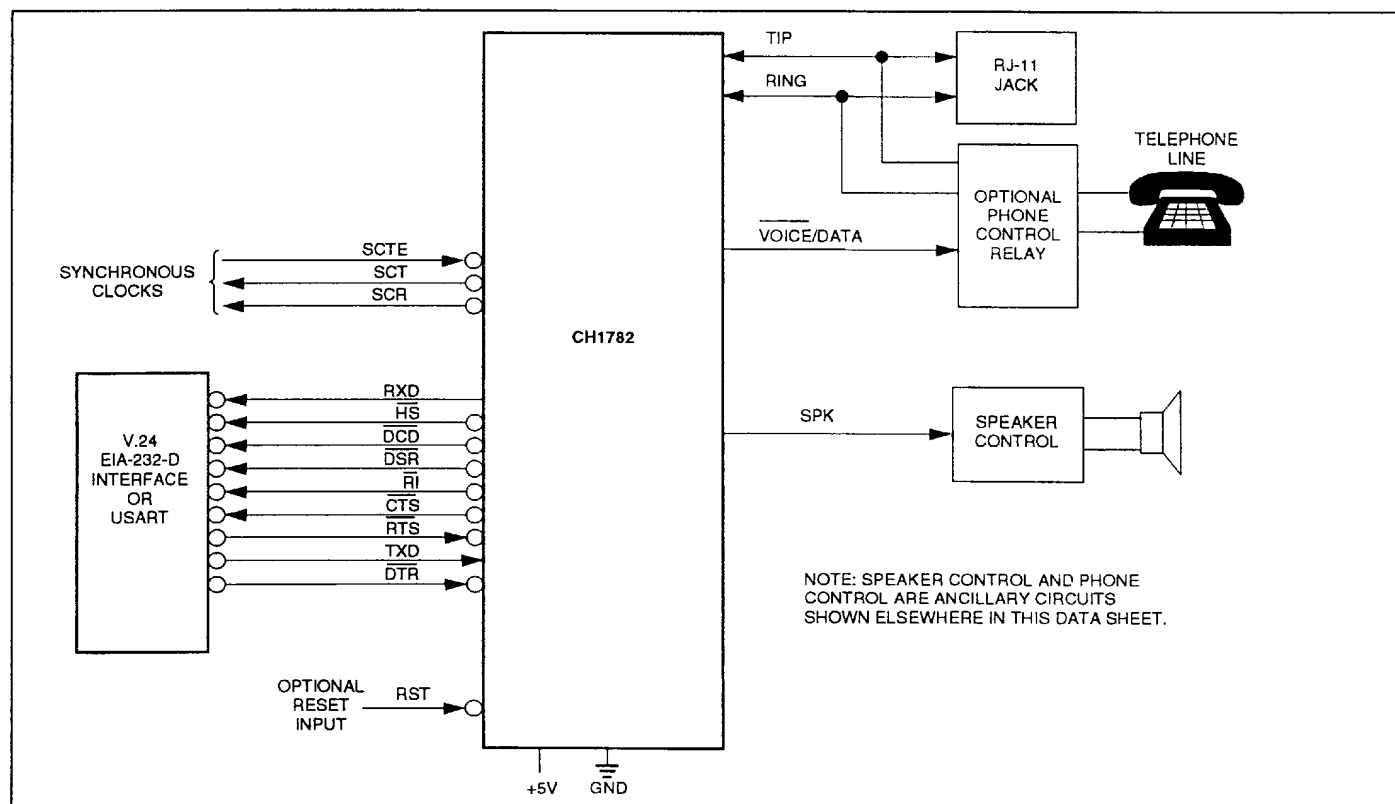 TIP
RJ-11
JACK
RING
TELEPHONE
LINE
OPTIONAL
PHONE
CONTROL
RELAY
VOICE/DATA
SCTE
SCT
SCR
SYNCHRONOUS
CLOCKS
CH1782
RXD
HS
DCD
DSR
RI
CTS
RTS
TXD
DTR
V.24
EIA-232-D
INTERFACE
OR
USART
SPK
SPEAKER
CONTROL
NOTE: SPEAKER CONTROL AND PHONE
CONTROL ARE ANCILLARY CIRCUITS
SHOWN ELSEWHERE IN THIS DATA SHEET.
OPTIONAL
RESET
INPUT
RST
+5V
GND